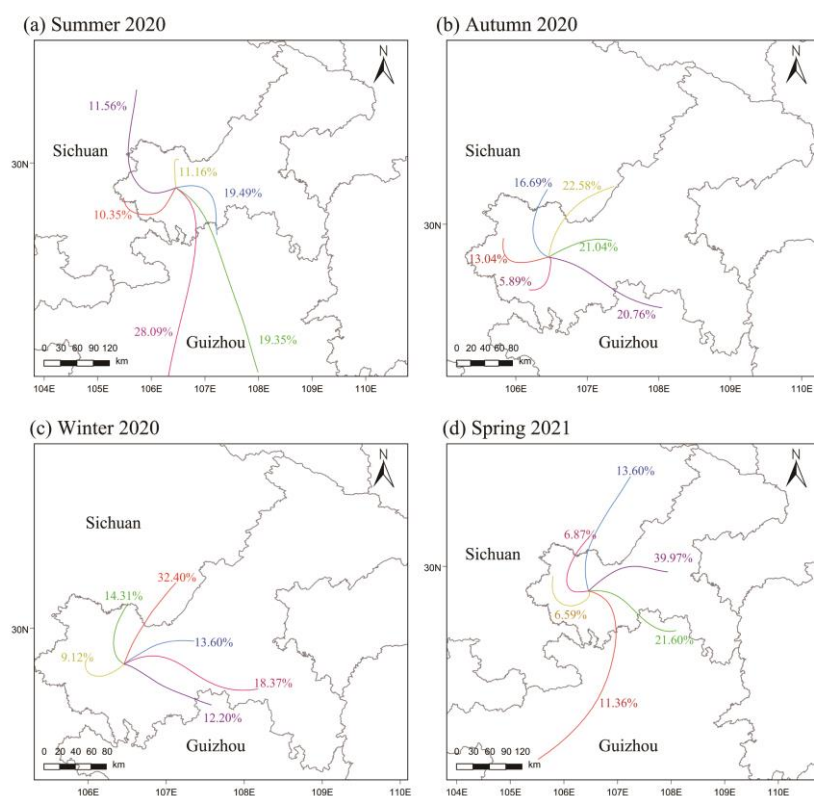 (a) Summer 2020
N
11.56%
Sichuan
30N
11.16%
19.49%
10.35%
28.09%
19.35%
Guizhou
0 30 60 90 120
km
104E 105E 106E 107E 108E 109E 110E
(b) Autumn 2020
N
Sichuan
16.69%
22.58%
30N
21.04%
13.04%
5.89%
20.76%
Guizhou
0 20 40 60 80
km
106E 107E 108E 109E 110E
(c) Winter 2020
N
Sichuan
32.40%
14.31%
30N
13.60%
9.12%
18.37%
12.20%
Guizhou
0 20 40 60 80
km
106E 107E 108E 109E 110E
(d) Spring 2021
N
13.60%
6.87%
Sichuan
39.97%
30N
6.59%
21.60%
11.36%
Guizhou
0 30 60 90 120
km
104E 105E 106E 107E 108E 109E 110E